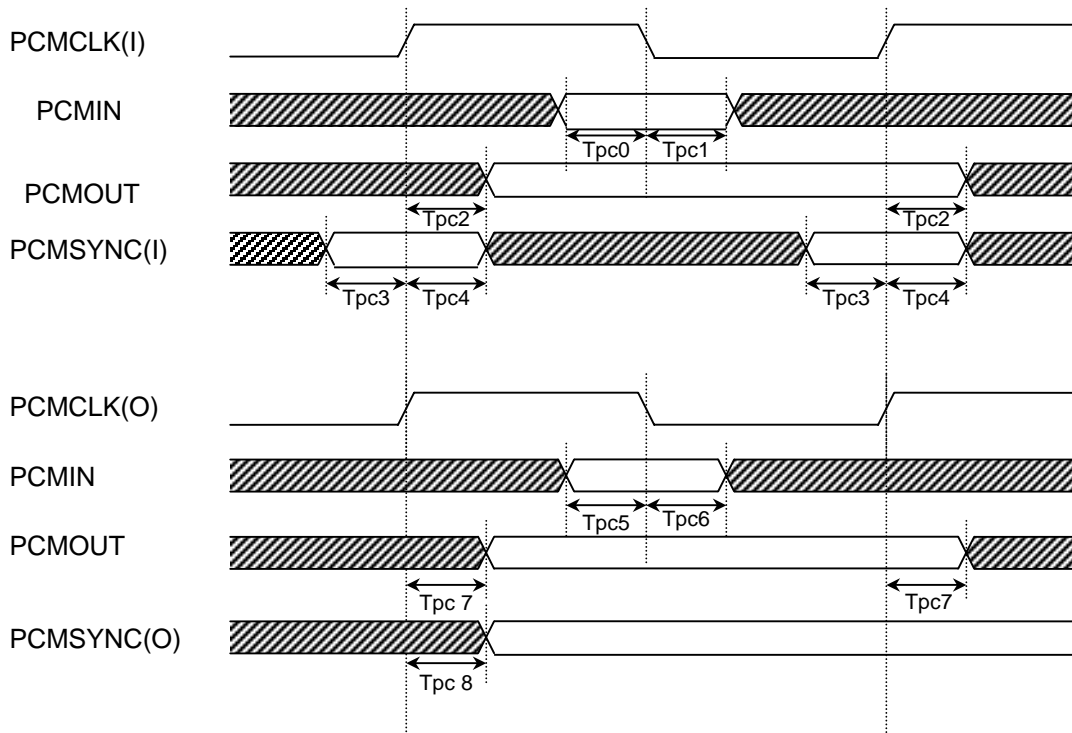 PCMCLK(I)
PCMIN
Tpc0 Tpc1
PCMOUT
Tpc2 Tpc2
PCMSYNC(I)
Tpc3 Tpc4 Tpc3 Tpc4
PCMCLK(O)
PCMIN
Tpc5 Tpc6
PCMOUT
Tpc 7 Tpc7
PCMSYNC(O)
Tpc 8